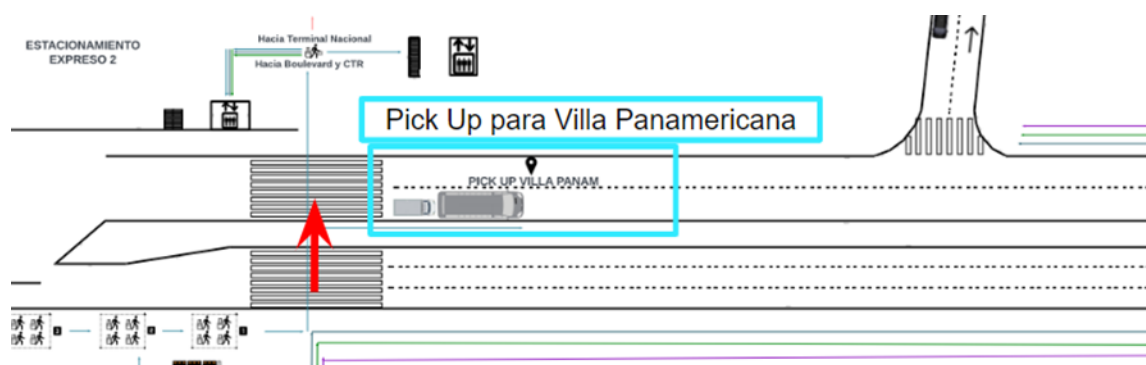 ESTACIONAMIENTO
EXPRESO 2
Hacia Terminal Nacional
Hacia Boulevard y CTR
Pick Up para Villa Panamericana
PICK UP VILLA PANAM